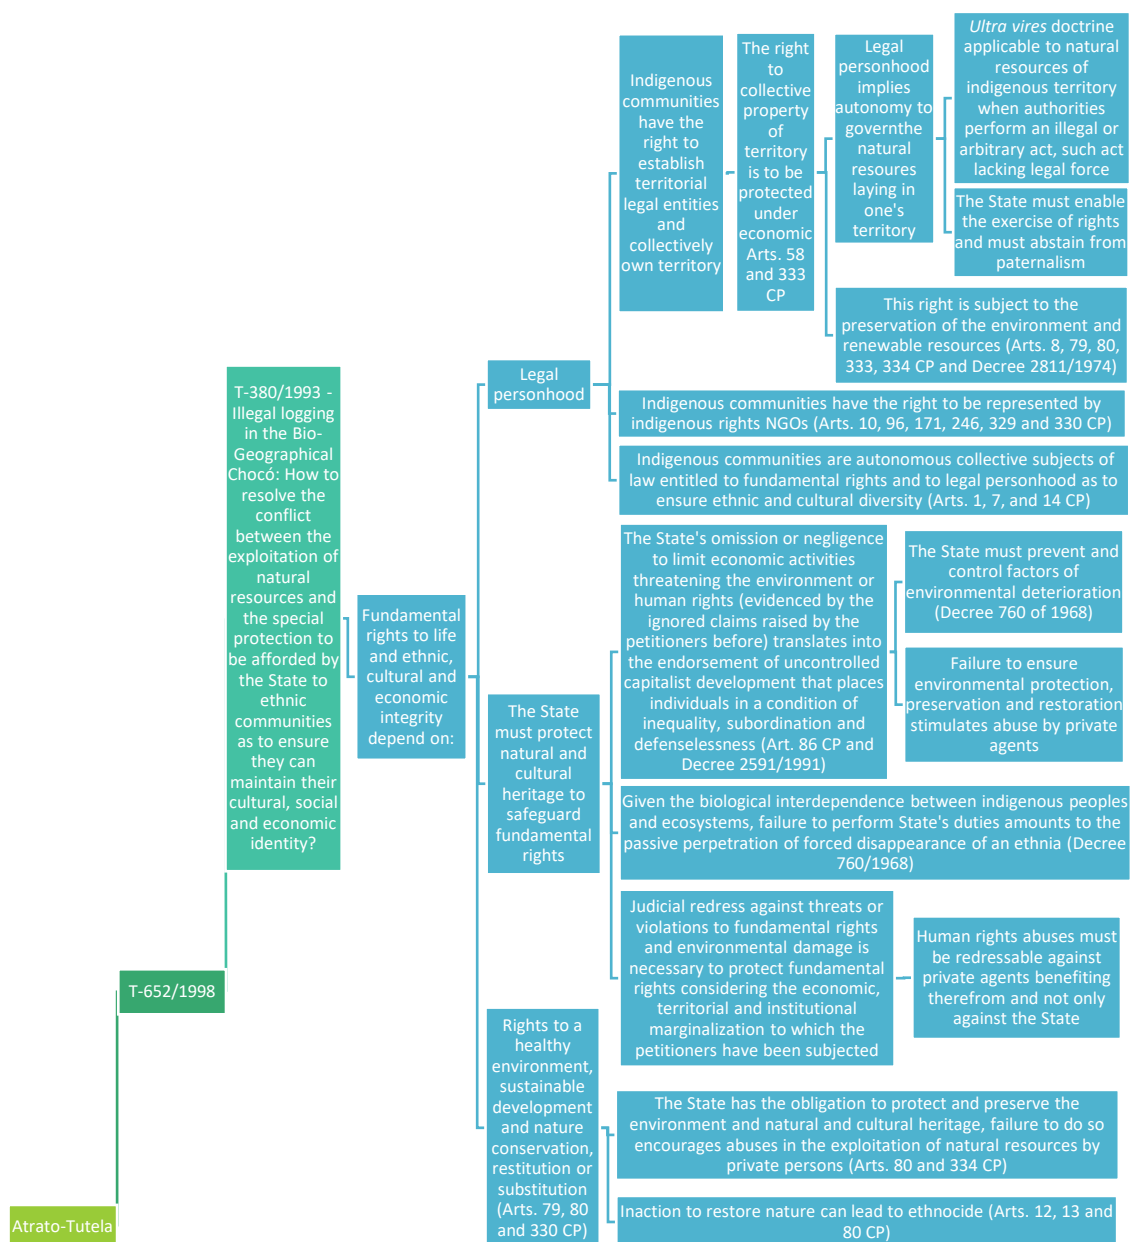 Atrato-Tutela
T-652/1998
T-380/1993 -
Illegal logging
in the Bio-
Geographical
Chocó: How to
resolve the
conflict
between the
exploitation of
natural
resources and
the special
protection to
be afforded by
the State to
ethnic
communities
as to ensure
they can
maintain their
cultural, social
and economic
identity?
Fundamental
rights to life
and ethnic,
cultural and
economic
integrity
depend on:
Legal
personhood
Indigenous
communities
have the
right to
establish
territorial
legal entities
and
collectively
own territory
The right
to
collective
property
of
territory
is to be
protected
under
economic
Arts. 58
and 333
CP
Legal
personhood
implies
autonomy to
governthe
natural
resoures
laying in
one's
territory
Ultra vires doctrine
applicable to natural
resources of
indigenous territory
when authorities
perform an illegal or
arbitrary act, such act
lacking legal force
The State must enable
the exercise of rights
and must abstain from
paternalism
This right is subject to the
preservation of the environment and
renewable resources (Arts. 8, 79, 80,
333, 334 CP and Decree 2811/1974)
Indigenous communities have the right to be represented by
indigenous rights NGOs (Arts. 10, 96, 171, 246, 329 and 330 CP)
Indigenous communities are autonomous collective subjects of
law entitled to fundamental rights and to legal personhood as to
ensure ethnic and cultural diversity (Arts. 1, 7, and 14 CP)
The State
must protect
natural and
cultural
heritage to
safeguard
fundamental
rights
The State's omission or negligence
to limit economic activities
threatening the environment or
human rights (evidenced by the
ignored claims raised by the
petitioners before) translates into
the endorsement of uncontrolled
capitalist development that places
individuals in a condition of
inequality, subordination and
defenselessness (Art. 86 CP and
Decree 2591/1991)
The State must prevent and
control factors of
environmental deterioration
(Decree 760 of 1968)
Failure to ensure
environmental protection,
preservation and restoration
stimulates abuse by private
agents
Given the biological interdependence between indigenous peoples
and ecosystems, failure to perform State's duties amounts to the
passive perpetration of forced disappearance of an ethnia (Decree
760/1968)
Judicial redress against threats or
violations to fundamental rights
and environmental damage is
necessary to protect fundamental
rights considering the economic,
territorial and institutional
marginalization to which the
petitioners have been subjected
Human rights abuses must
be redressable against
private agents benefiting
therefrom and not only
against the State
Rights to a
healthy
environment,
sustainable
development
and nature
conservation,
restitution or
substitution
(Arts. 79, 80
and 330 CP)
The State has the obligation to protect and preserve the
environment and natural and cultural heritage, failure to do so
encourages abuses in the exploitation of natural resources by
private persons (Arts. 80 and 334 CP)
Inaction to restore nature can lead to ethnocide (Arts. 12, 13 and
80 CP)